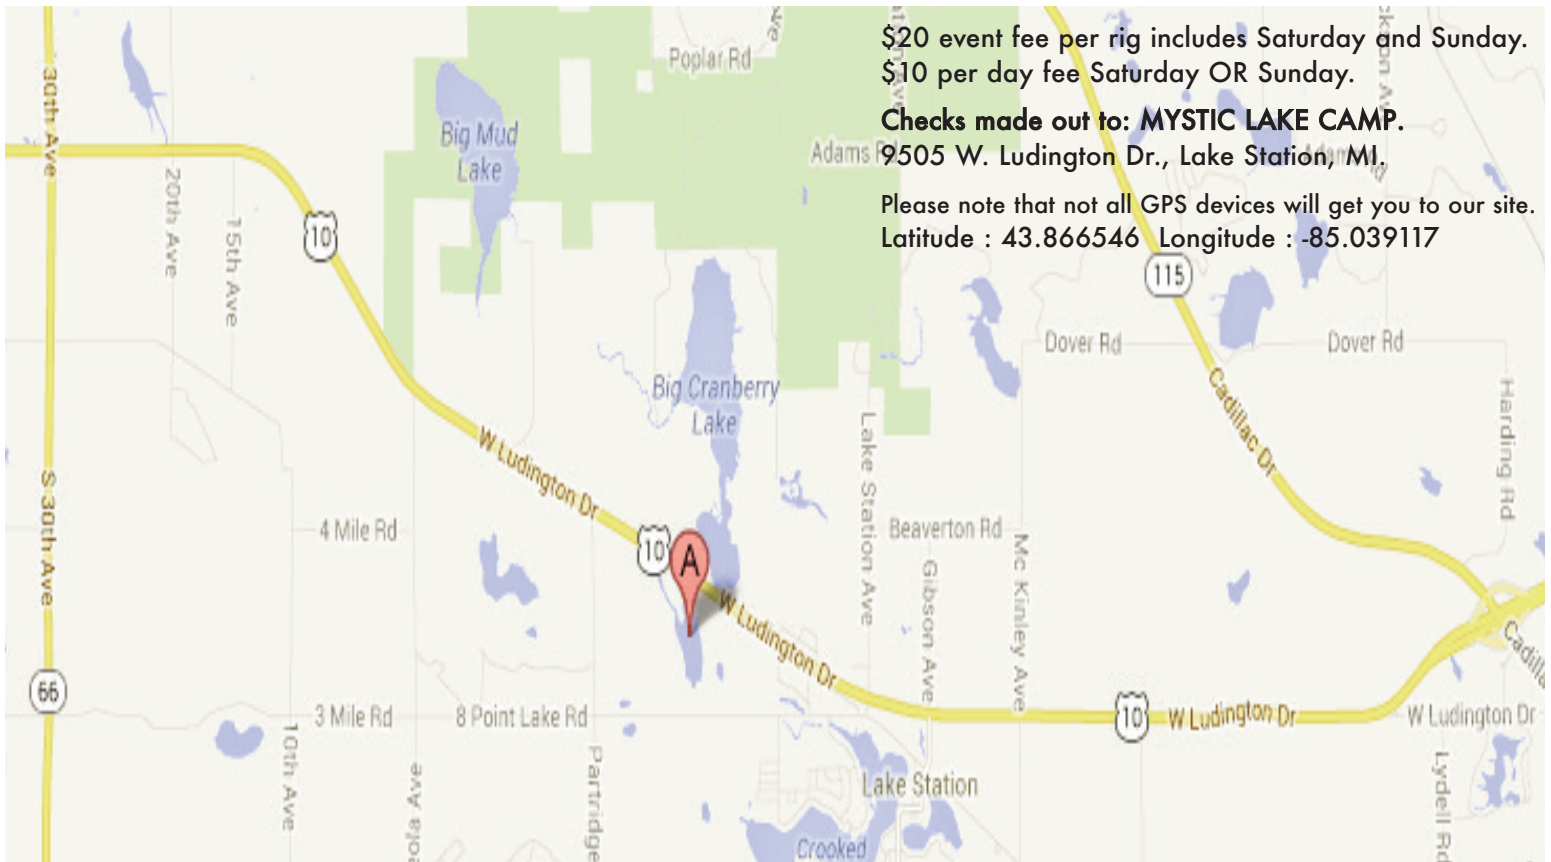 $20 event fee per rig includes Saturday and Sunday.
$10 per day fee Saturday OR Sunday.
Checks made out to: MYSTIC LAKE CAMP.
9505 W. Ludington Dr., Lake Station, MI.
Please note that not all GPS devices will get you to our site.
Latitude : 43.866546 Longitude : -85.039117
30th Ave
Poplar Rd
Big Mud
Lake
Adams Rd
20th Ave
15th Ave
10
115
Dover Rd
Dover Rd
Big Cranberry
Lake
Cadillac Dr
Harding Rd
W Ludington Dr
Lake Station Ave
S 30th Ave
4 Mile Rd
10
A
Beaverton Rd
Mc Kinley Ave
Gibson Ave
W Ludington Dr
66
3 Mile Rd
8 Point Lake Rd
10
W Ludington Dr
W Ludington Dr
10th Ave
Partridge
Lake Station
Lydell Rd
Crooked